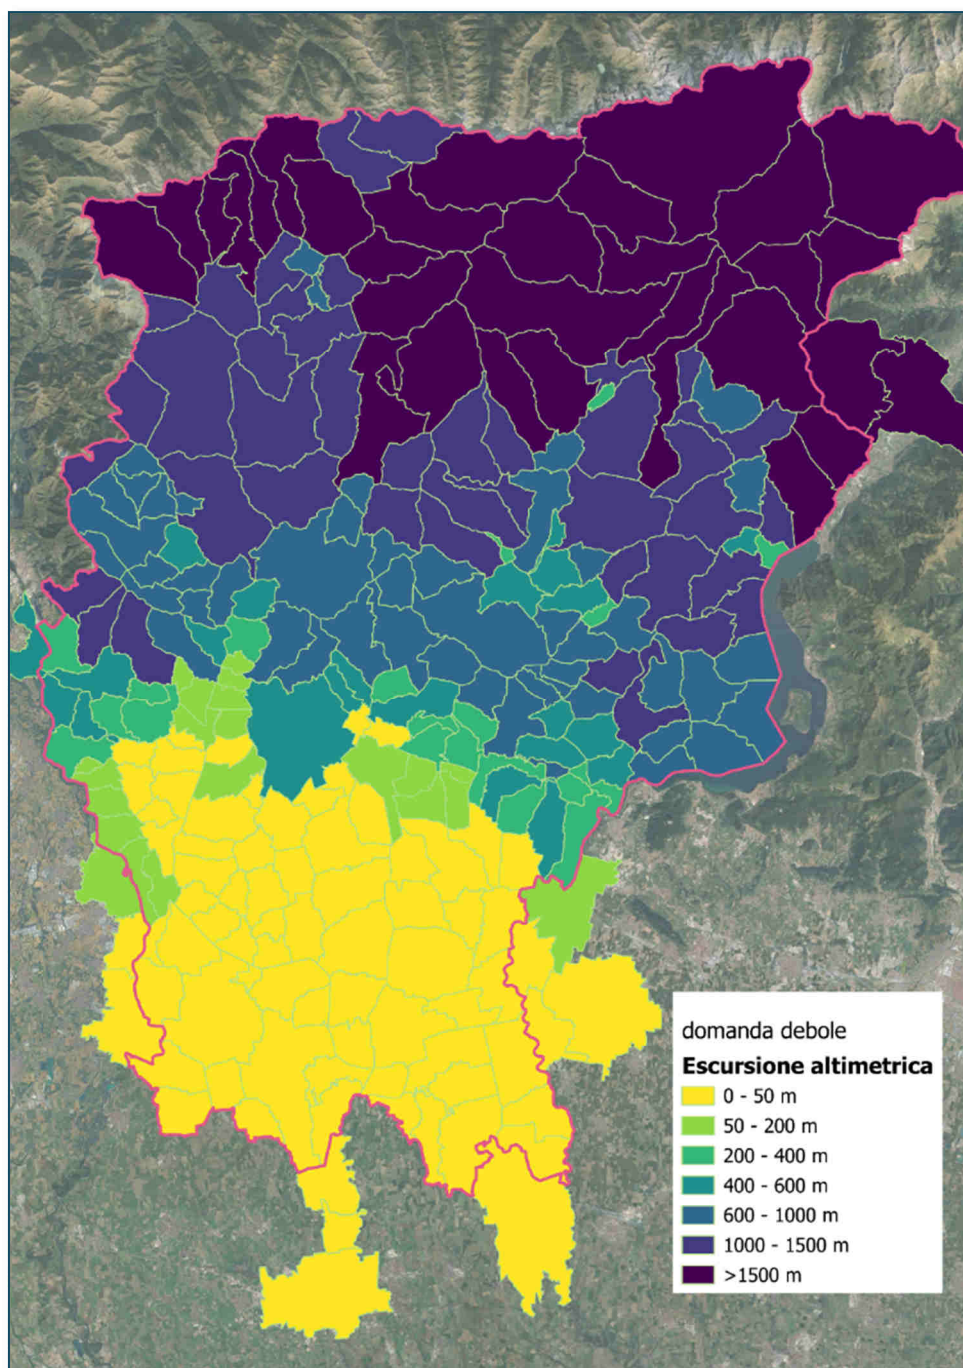 domanda debole
Escursione altimetrica
0 - 50 m
50 - 200 m
200 - 400 m
400 - 600 m
600 - 1000 m
1000 - 1500 m
>1500 m